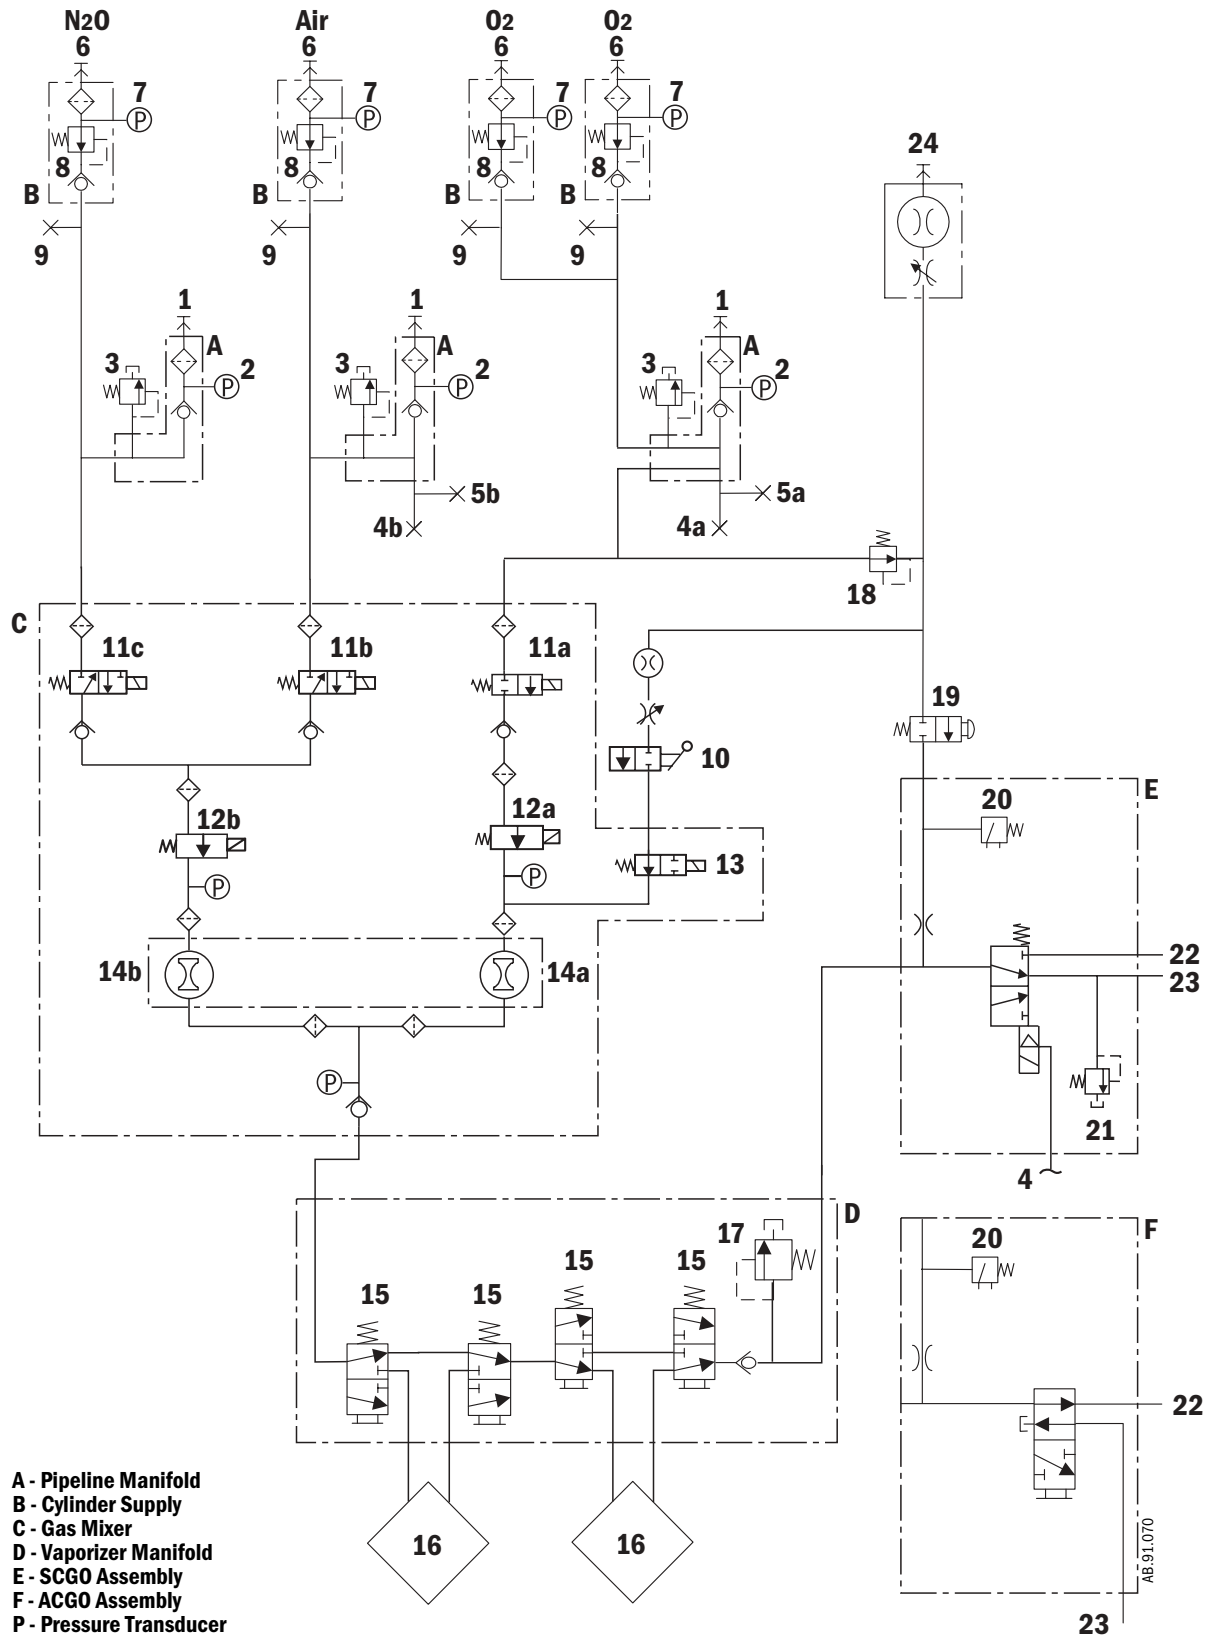 N2O Air O2 O2
6 6 6 6
7 7 7 7
P P P P
8 8 8 8
B B B B
24
9 9 9 9
1 1 1
A A A
3 2 3 2 3 2
P P P
5b 5a
4b 4a
18
C
11c 11b 11a
19
10
E
20
12b 12a
13
P P
14b 14a
22
23
P
21
4
D
F
17
20
15 15
15 15
22
16 16
A - Pipeline Manifold
B - Cylinder Supply
C - Gas Mixer
D - Vaporizer Manifold
E - SCGO Assembly
F - ACGO Assembly
P - Pressure Transducer
AB.91.070
23